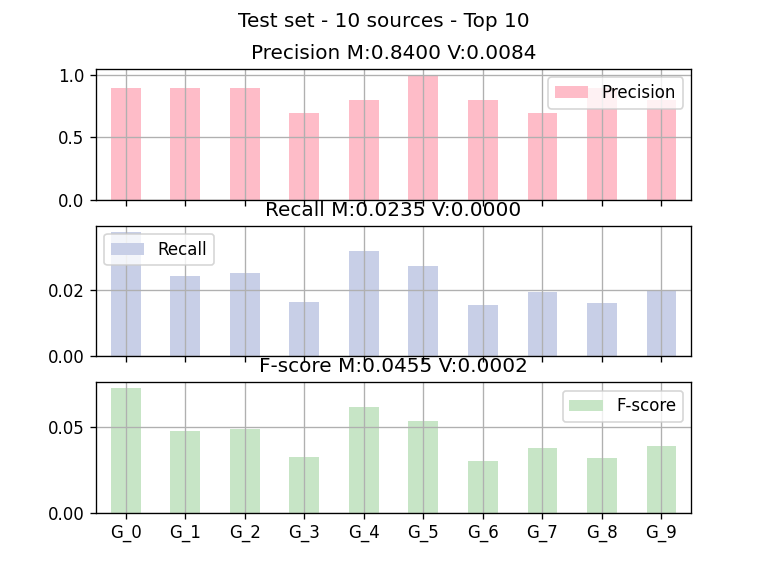 Test set - 10 sources - Top 10
Precision M:0.8400 V:0.0084
1.0
0.5
0.0
Precision
Recall M:0.0235 V:0.0000
0.02
0.00
Recall
F-score M:0.0455 V:0.0002
0.05
0.00
F-score
G_0 G_1 G_2 G_3 G_4 G_5 G_6 G_7 G_8 G_9